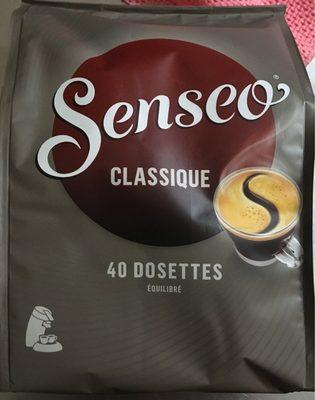 Senseo
CLASSIQUE
40 DOSETTES
ÉQUILIBRÉ